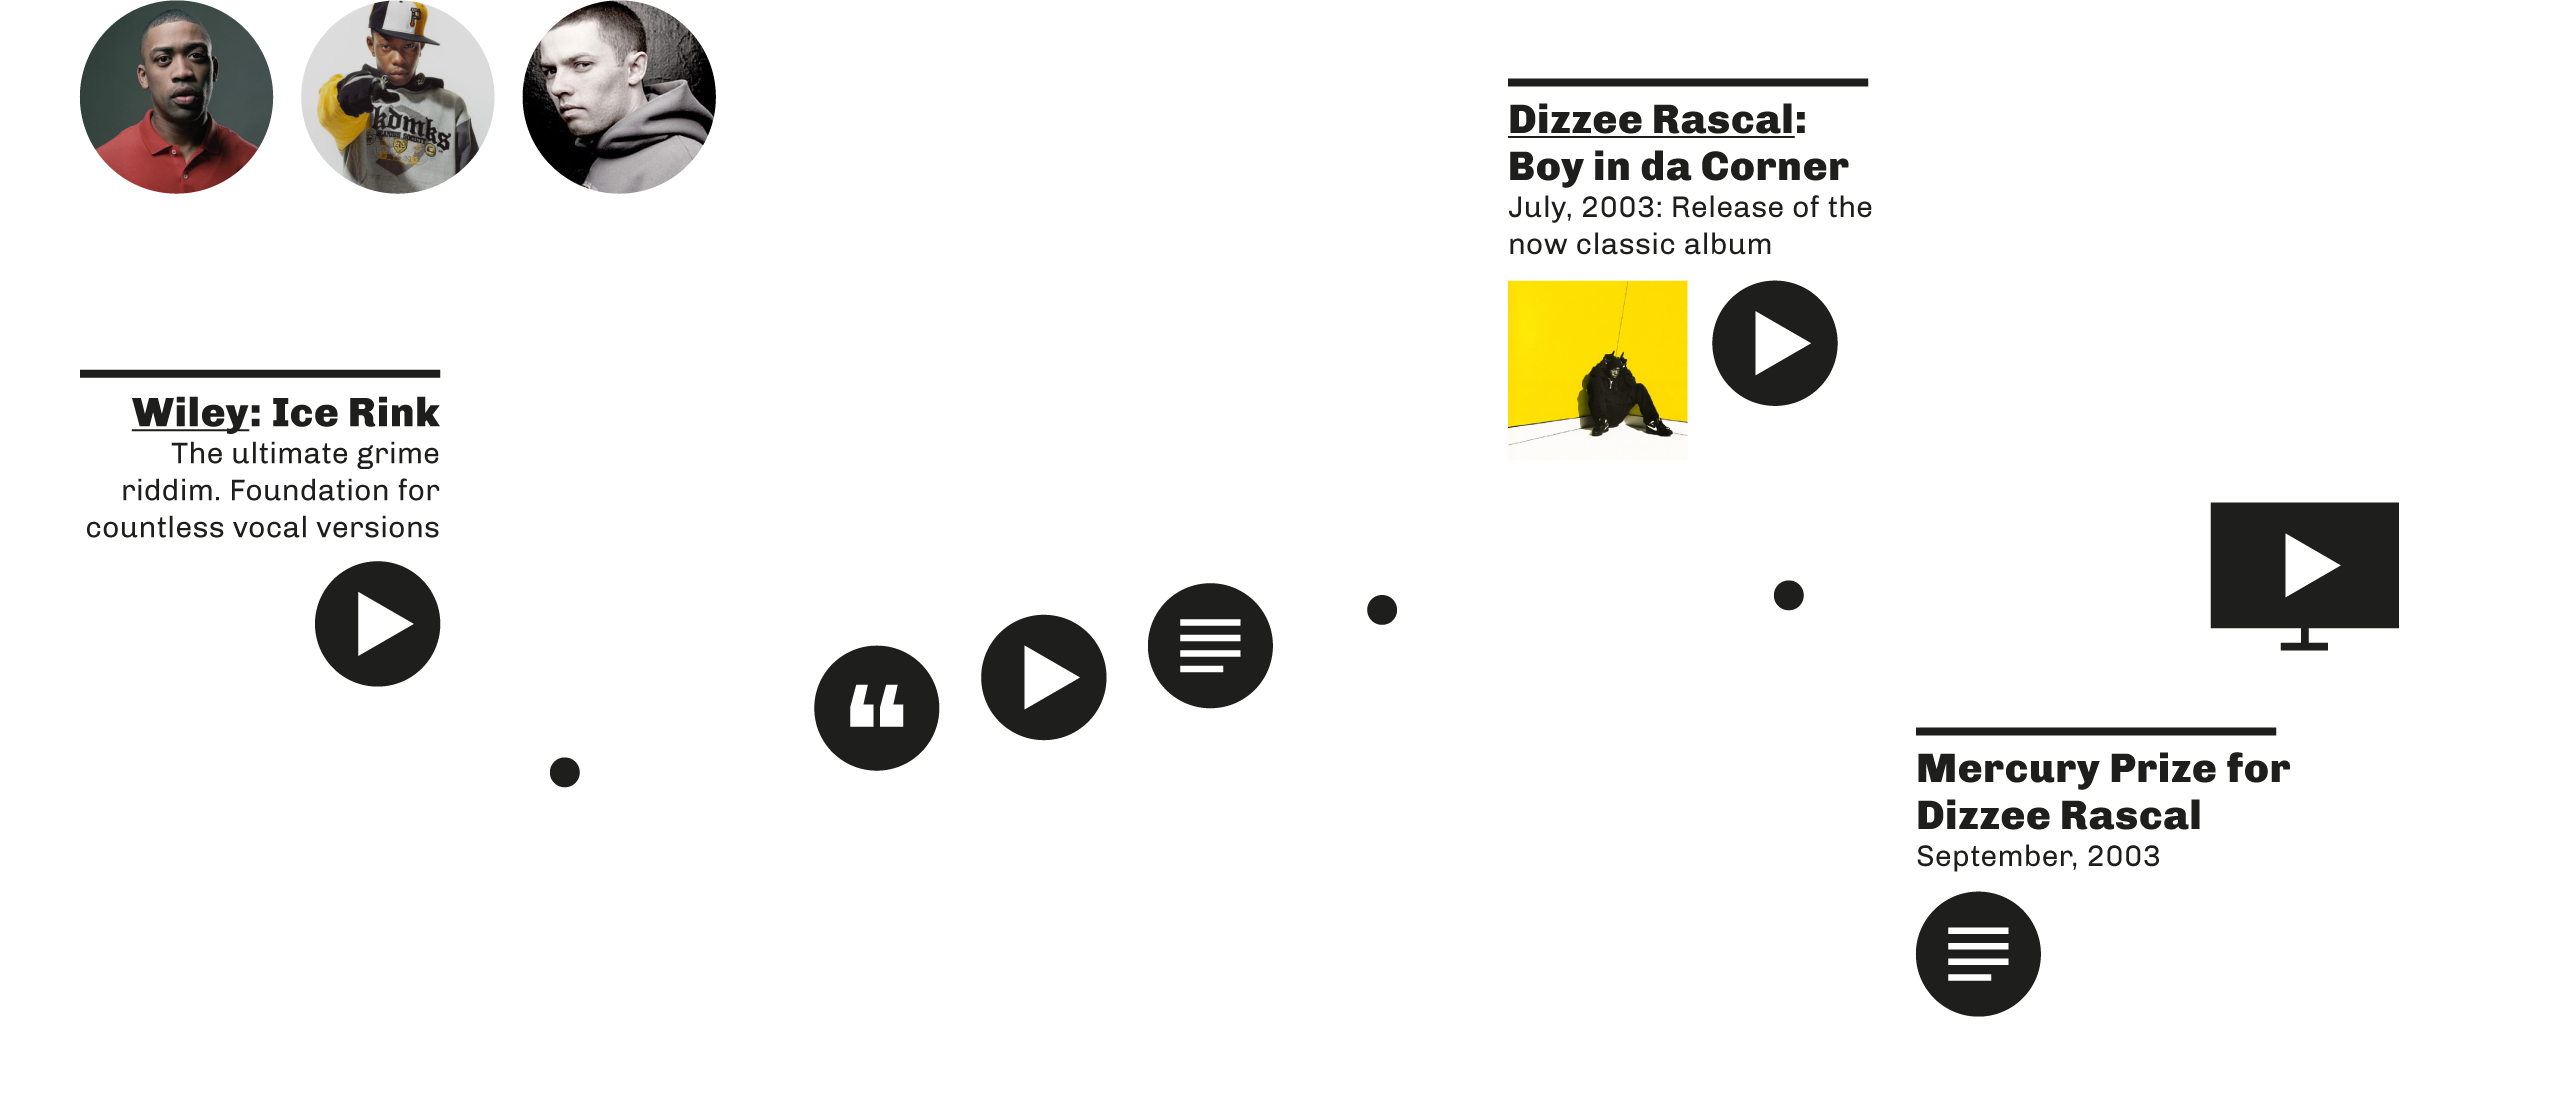 kdmks
Wiley: Ice Rink
The ultimate grime
riddim. Foundation for
countless vocal versions
Dizzee Rascal:
Boy in da Corner
July, 2003: Release of the
now classic album
Mercury Prize for
Dizzee Rascal
September, 2003